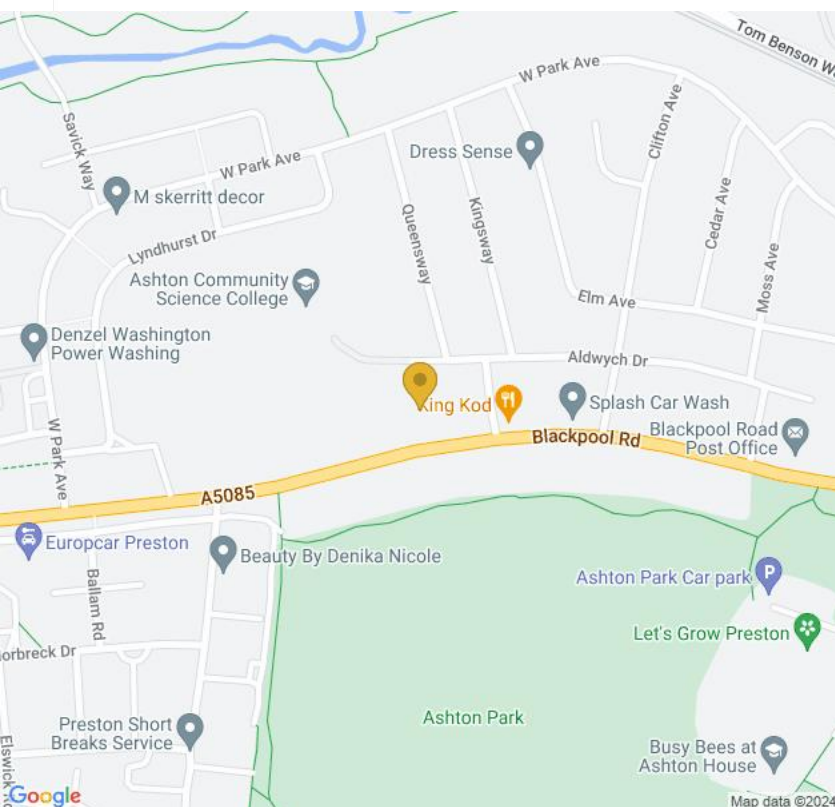 Tom Benson Wa
W Park Ave
Savick Way
Clifton Ave
Dress Sense
W Park Ave
M skerritt decor
Queensway
Kingsway
Cedar Ave
Lyndhurst Dr
Moss Ave
Ashton Community
Science College
Elm Ave
Denzel Washington
Power Washing
Aldwych Dr
King Kod
Splash Car Wash
Blackpool Road
Post Office
Blackpool Rd
W Park Ave
A5085
Europcar Preston
Beauty By Denika Nicole
Ballam Rd
Ashton Park Car park
P
Let's Grow Preston
orbreck Dr
Ashton Park
Preston Short
Breaks Service
Elswick R
Busy Bees at
Ashton House
Google
Map data ©2024